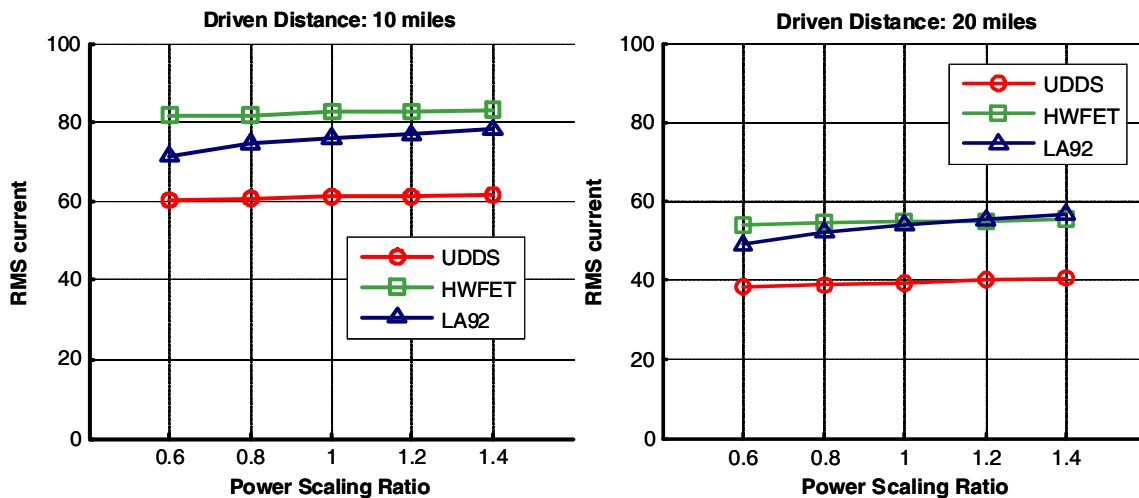 Driven Distance: 10 miles
100
80
60
40
20
0
RMS current
UDDS
HWFET
LA92
0.6 0.8 1 1.2 1.4
Power Scaling Ratio
Driven Distance: 20 miles
100
80
60
40
20
0
RMS current
UDDS
HWFET
LA92
0.6 0.8 1 1.2 1.4
Power Scaling Ratio